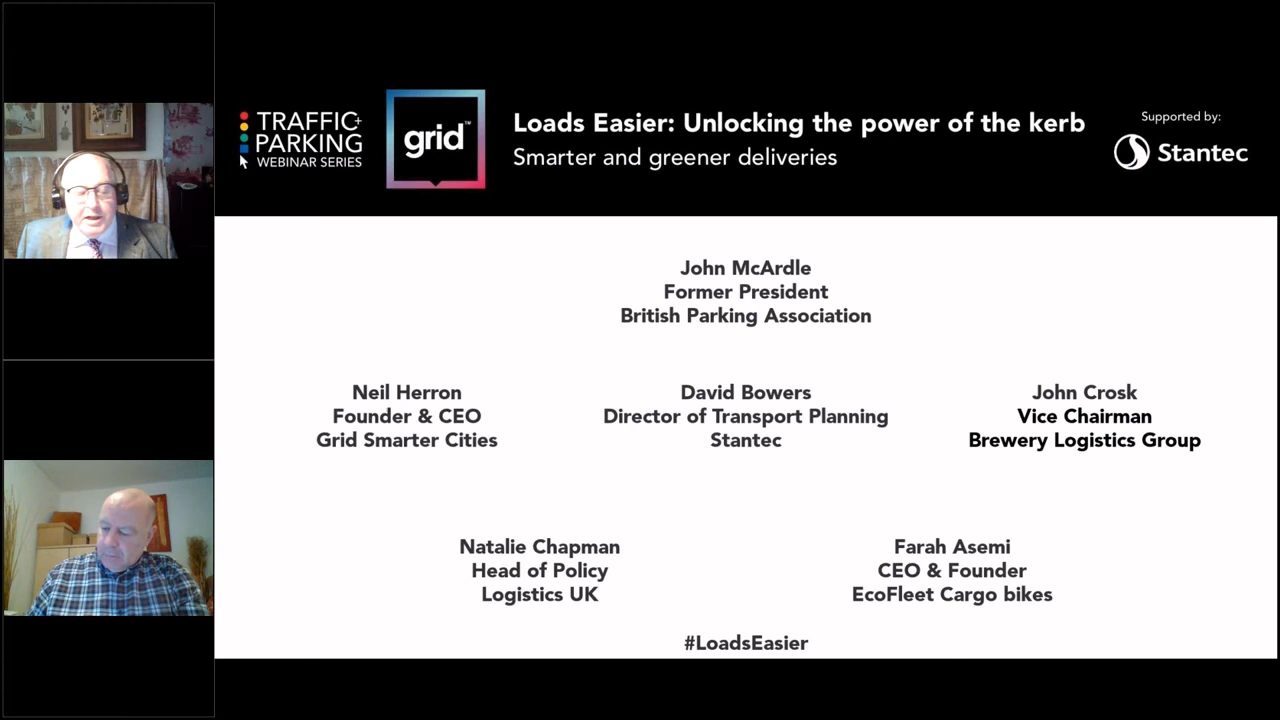 TRAFFIC+
PARKING
WEBINAR SERIES
grid™
Loads Easier: Unlocking the power of the kerb
Smarter and greener deliveries
Supported by:
Stantec
John McArdle
Former President
British Parking Association
Neil Herron
Founder & CEO
Grid Smarter Cities
David Bowers
Director of Transport Planning
Stantec
John Crosk
Vice Chairman
Brewery Logistics Group
Natalie Chapman
Head of Policy
Logistics UK
Farah Asemi
CEO & Founder
EcoFleet Cargo bikes
#LoadsEasier